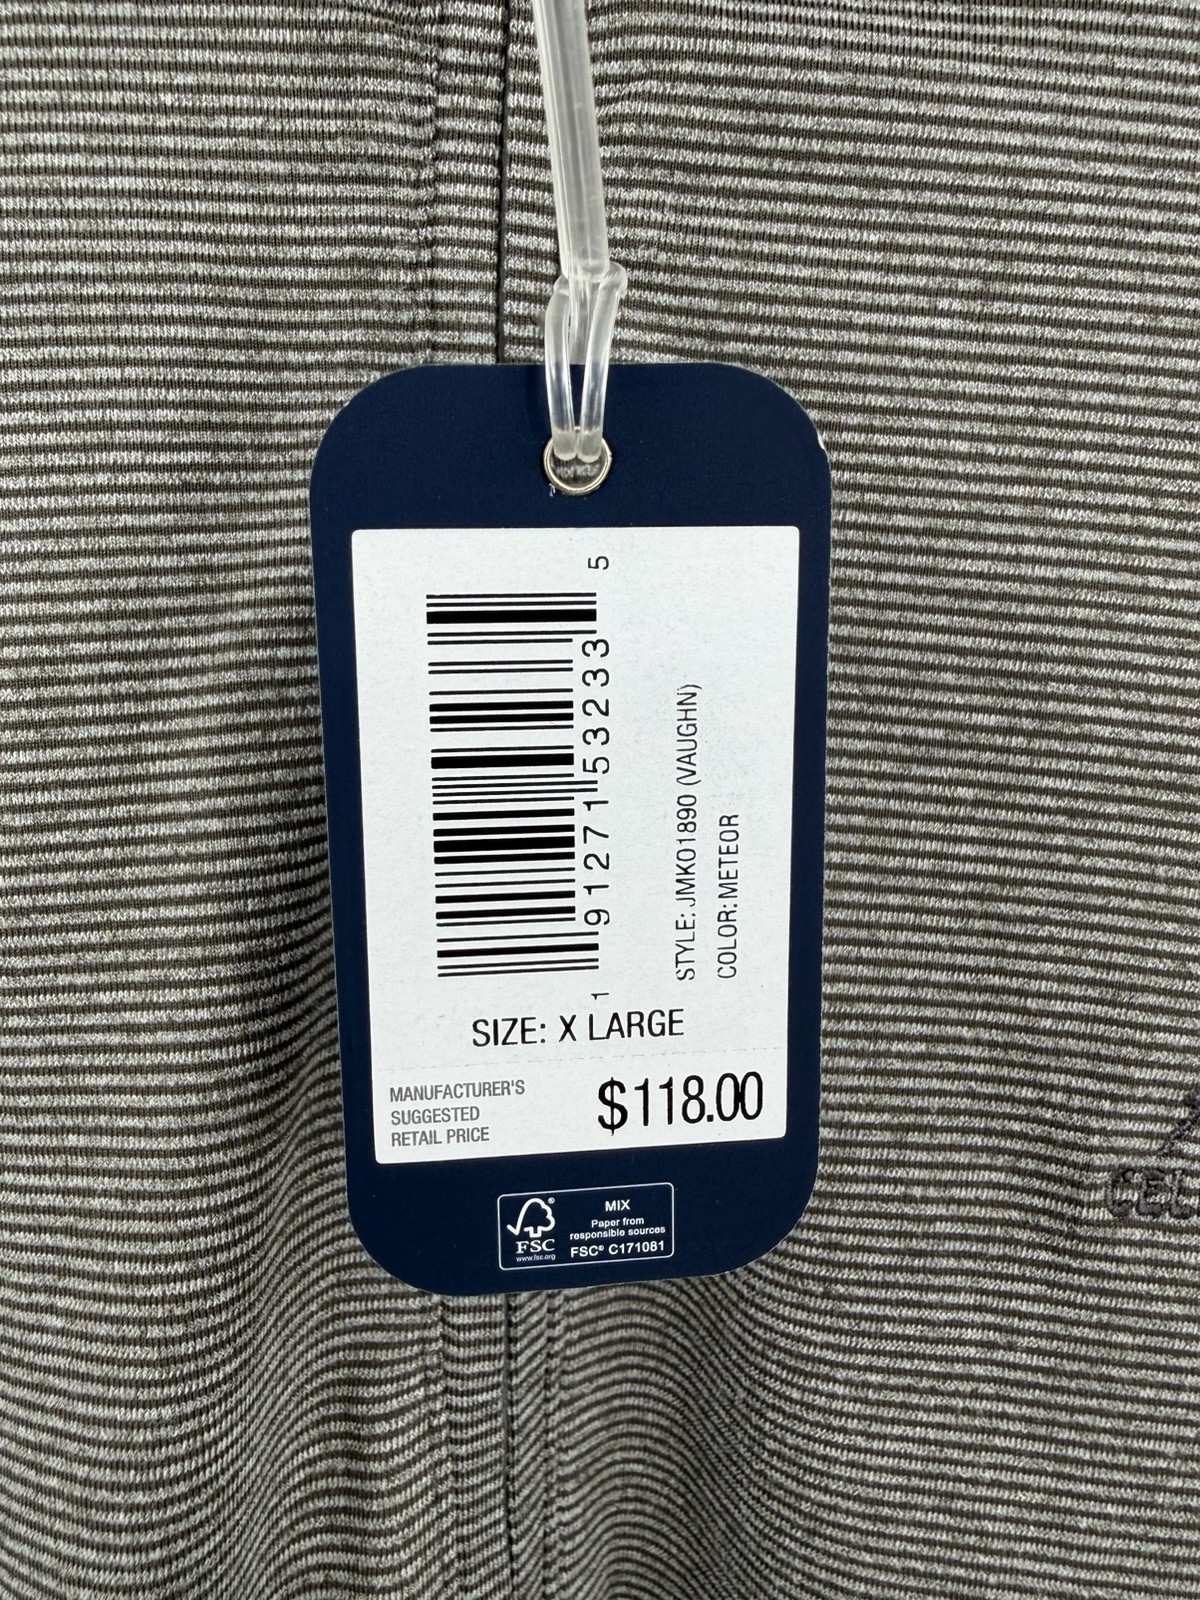 1 91271 53233 5
STYLE: JMK01890 (VAUGHN)
COLOR: METEOR
SIZE: X LARGE
MANUFACTURER'S
SUGGESTED
RETAIL PRICE
$118.00
FSC
www.fsc.org
MIX
Paper from
responsible sources
FSC® C171081